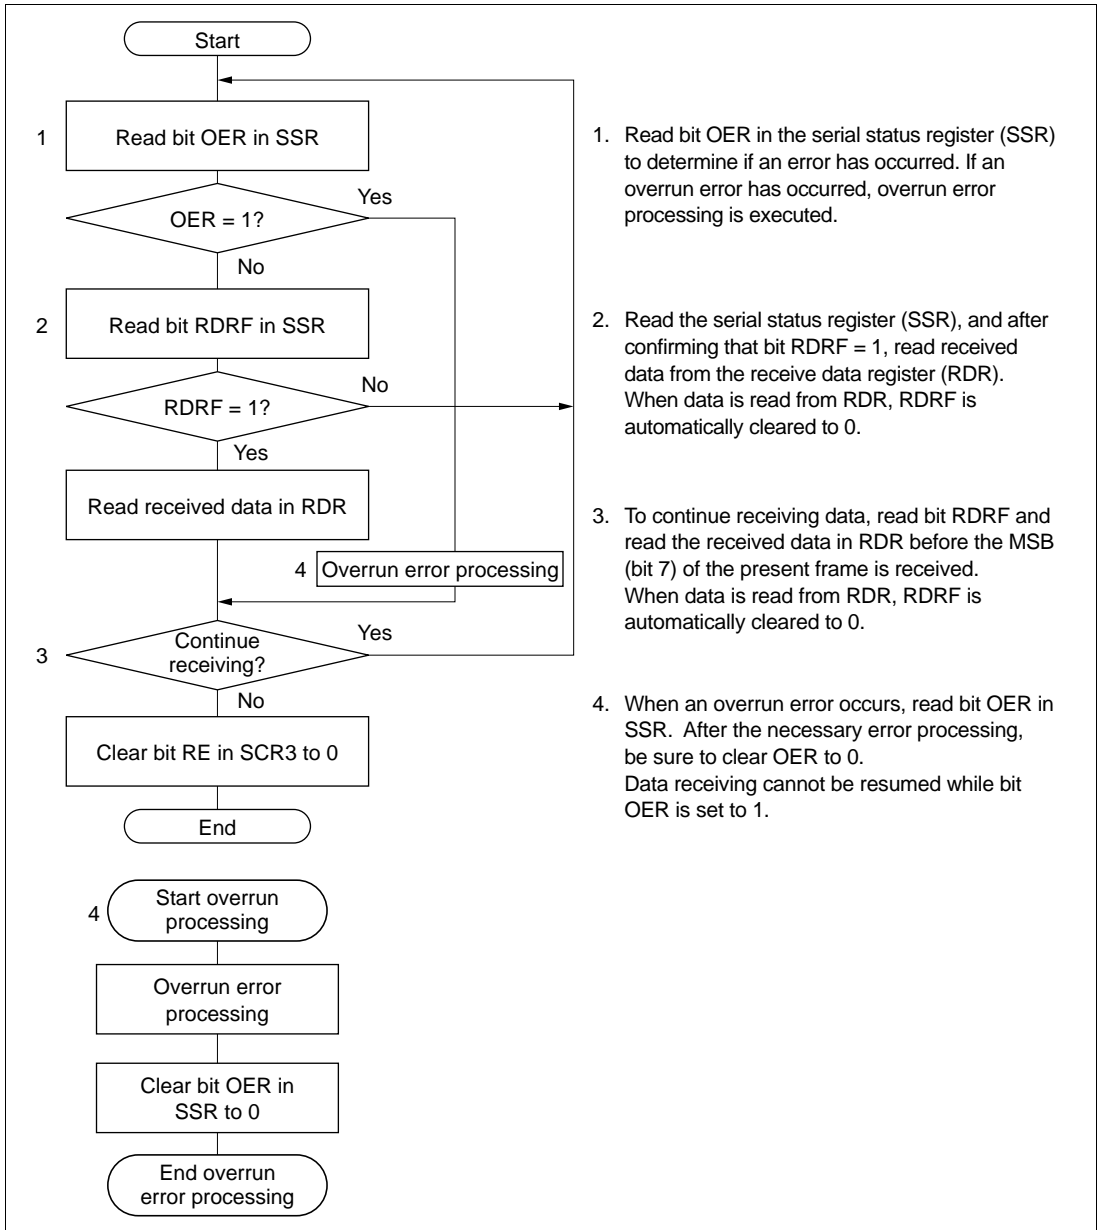 Start
1
Read bit OER in SSR
Yes
OER = 1?
No
2
Read bit RDRF in SSR
No
RDRF = 1?
Yes
Read received data in RDR
4
Overrun error processing
Continue
receiving?
Yes
3
No
Clear bit RE in SCR3 to 0
End
4
Start overrun
processing
Overrun error
processing
Clear bit OER in
SSR to 0
End overrun
error processing
1. Read bit OER in the serial status register (SSR)
to determine if an error has occurred. If an
overrun error has occurred, overrun error
processing is executed.
2. Read the serial status register (SSR), and after
confirming that bit RDRF = 1, read received
data from the receive data register (RDR).
When data is read from RDR, RDRF is
automatically cleared to 0.
3. To continue receiving data, read bit RDRF and
read the received data in RDR before the MSB
(bit 7) of the present frame is received.
When data is read from RDR, RDRF is
automatically cleared to 0.
4. When an overrun error occurs, read bit OER in
SSR.  After the necessary error processing,
be sure to clear OER to 0.
Data receiving cannot be resumed while bit
OER is set to 1.